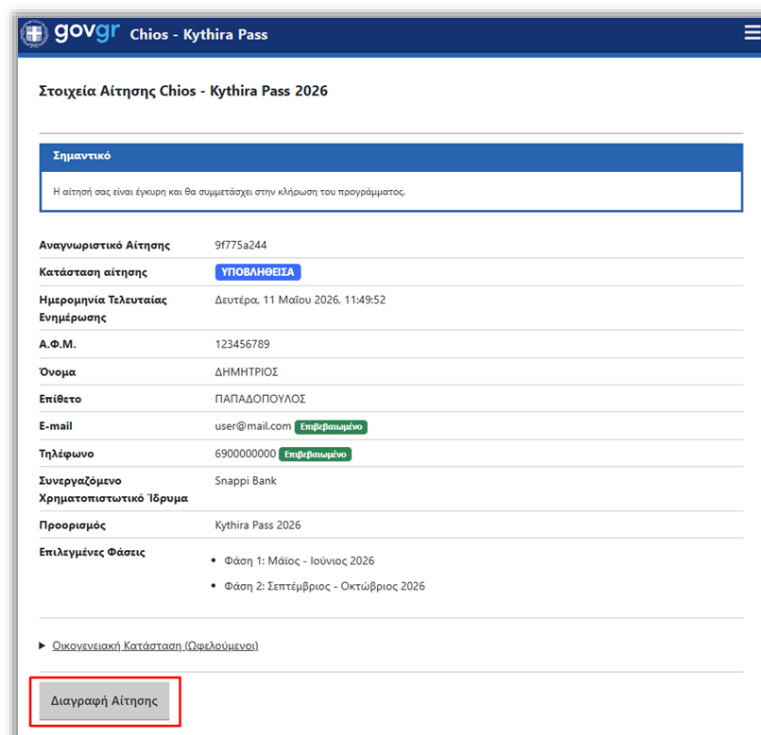 govgr Chios - Kythira Pass
Στοιχεία Αίτησης Chios - Kythira Pass 2026
Σημαντικό
Η αίτησή σας είναι έγκυρη και θα συμμετάσχει στην κλήρωση του προγράμματος.
Αναγνωριστικό Αίτησης 9f775a244
Κατάσταση αίτησης ΥΠΟΒΛΗΘΕΙΣΑ
Ημερομηνία Τελευταίας Δευτέρα, 11 Μαΐου 2026, 11:49:52
Ενημέρωσης
Α.Φ.Μ. 123456789
Όνομα ΔΗΜΗΤΡΙΟΣ
Επίθετο ΠΑΠΑΔΟΠΟΥΛΟΣ
E-mail user@mail.com Επιβεβαιωμένο
Τηλέφωνο 6900000000 Επιβεβαιωμένο
Συνεργαζόμενο Snappi Bank
Χρηματοπιστωτικό Ίδρυμα
Προορισμός Kythira Pass 2026
Επιλεγμένες Φάσεις
• Φάση 1: Μάϊος - Ιούνιος 2026
• Φάση 2: Σεπτέμβριος - Οκτώβριος 2026
▶ Οικογενειακή Κατάσταση (Ωφελούμενοι)
Διαγραφή Αίτησης